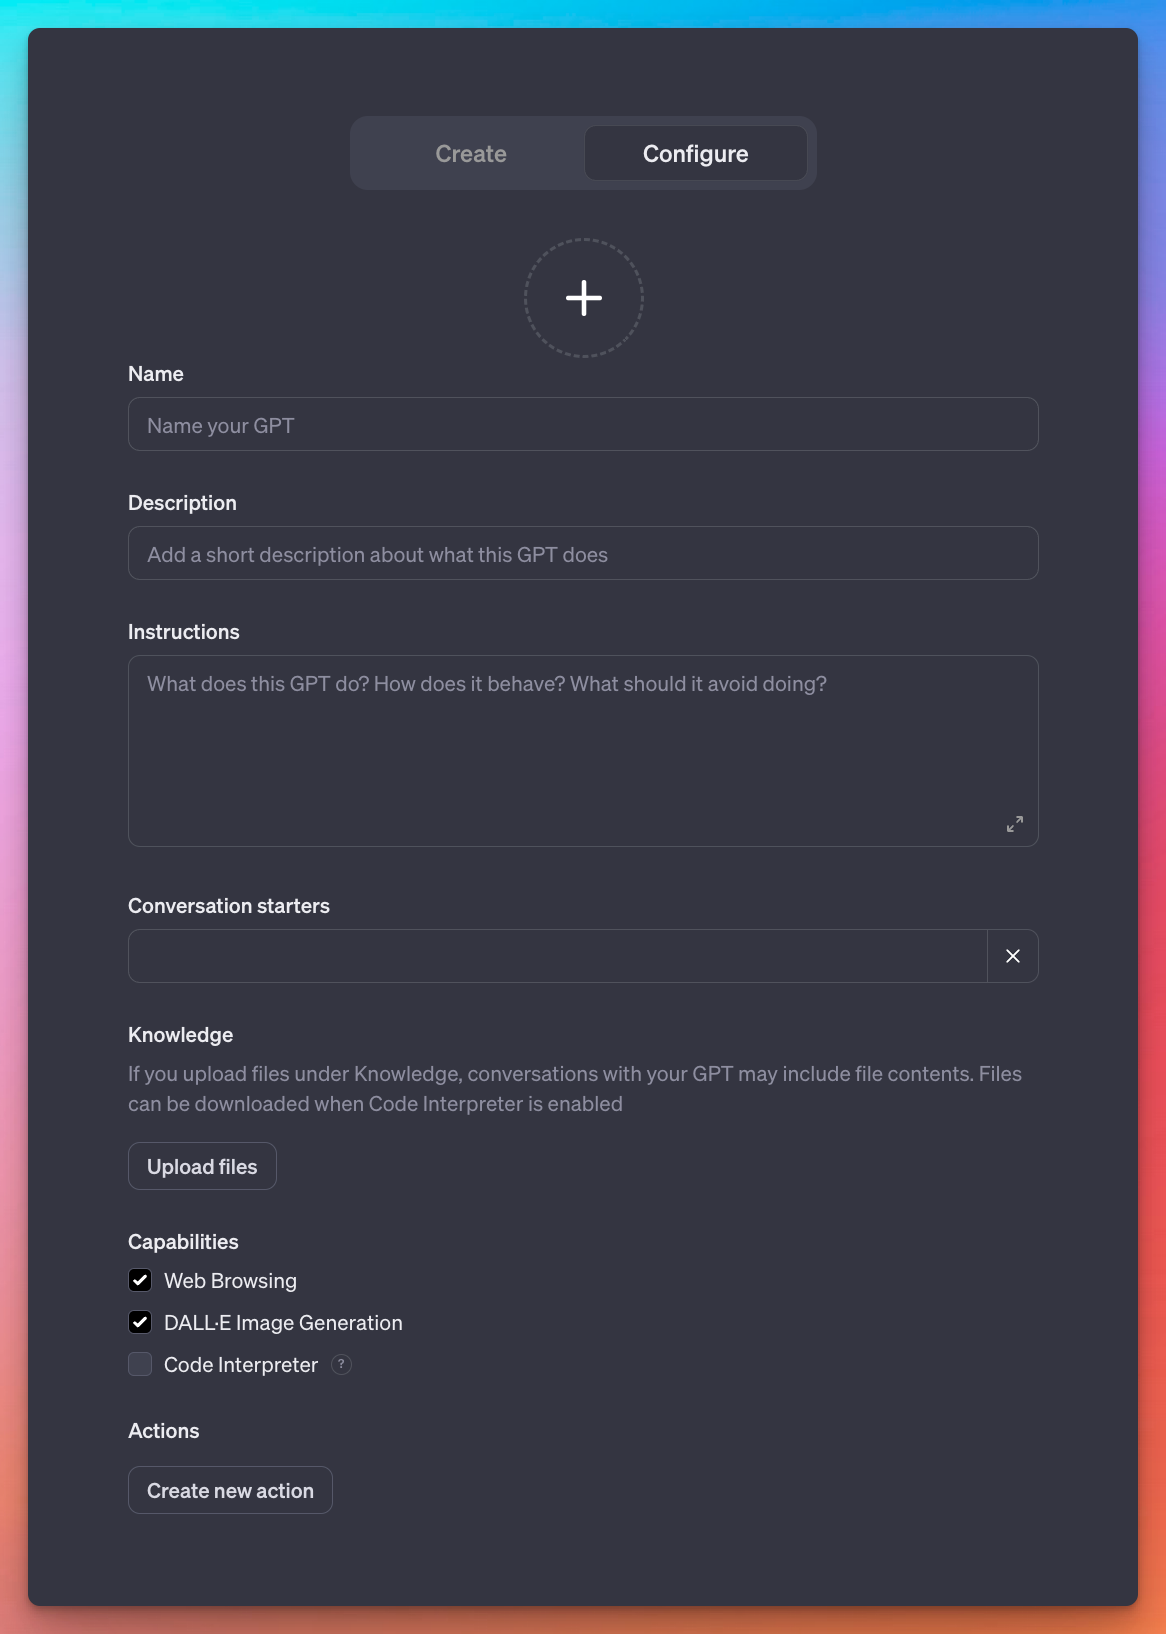 Create
Configure
Name
Name your GPT
Description
Add a short description about what this GPT does
Instructions
What does this GPT do? How does it behave? What should it avoid doing?
Conversation starters
Knowledge
If you upload files under Knowledge, conversations with your GPT may include file contents. Files
can be downloaded when Code Interpreter is enabled
Upload files
Capabilities
Web Browsing
DALL·E Image Generation
Code Interpreter ?
Actions
Create new action